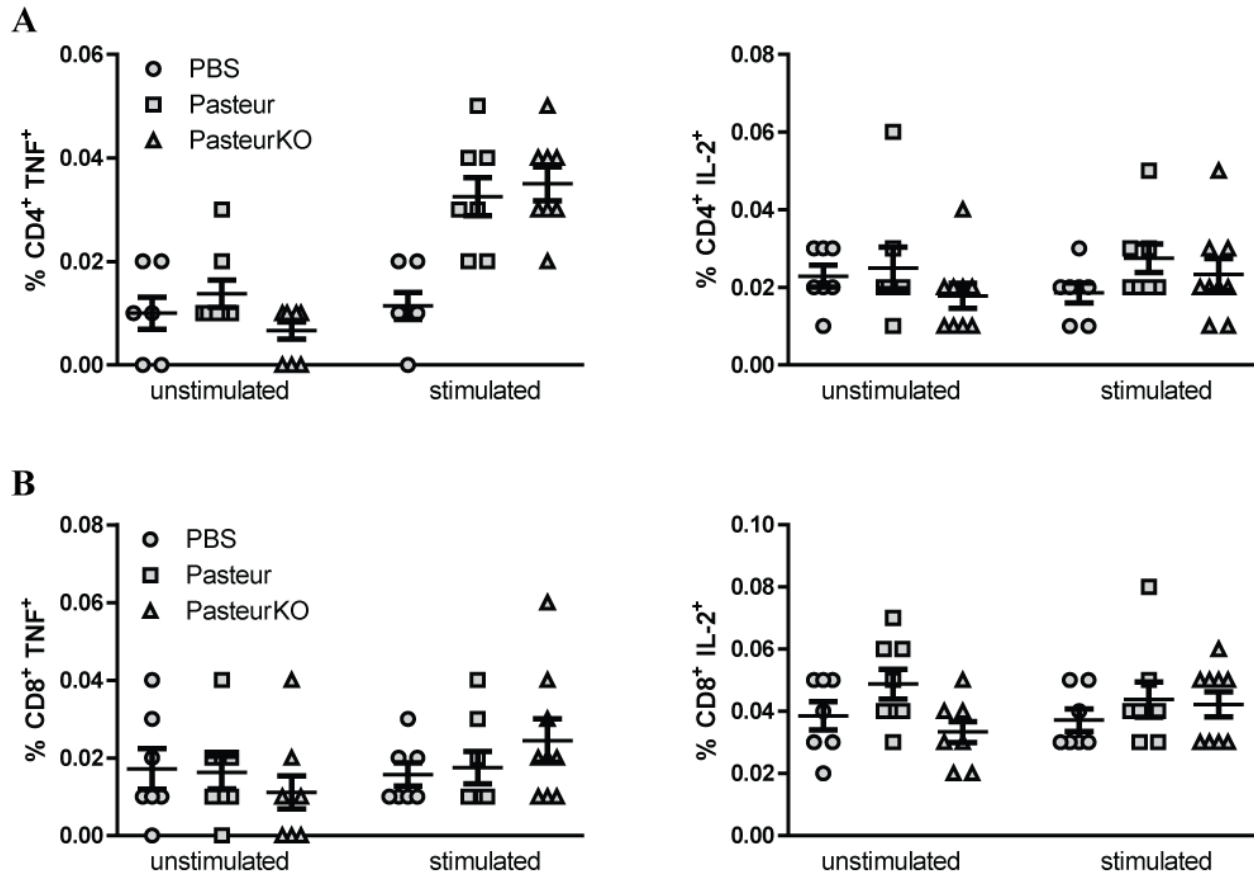 A
% CD4+ TNF+
0.06
0.04
0.02
0.00
PBS
Pasteur
PasteurKO
unstimulated
stimulated
% CD4+ IL-2+
0.08
0.06
0.04
0.02
0.00
unstimulated
stimulated
B
% CD8+ TNF+
0.08
0.06
0.04
0.02
0.00
PBS
Pasteur
PasteurKO
unstimulated
stimulated
% CD8+ IL-2+
0.10
0.08
0.06
0.04
0.02
0.00
unstimulated
stimulated